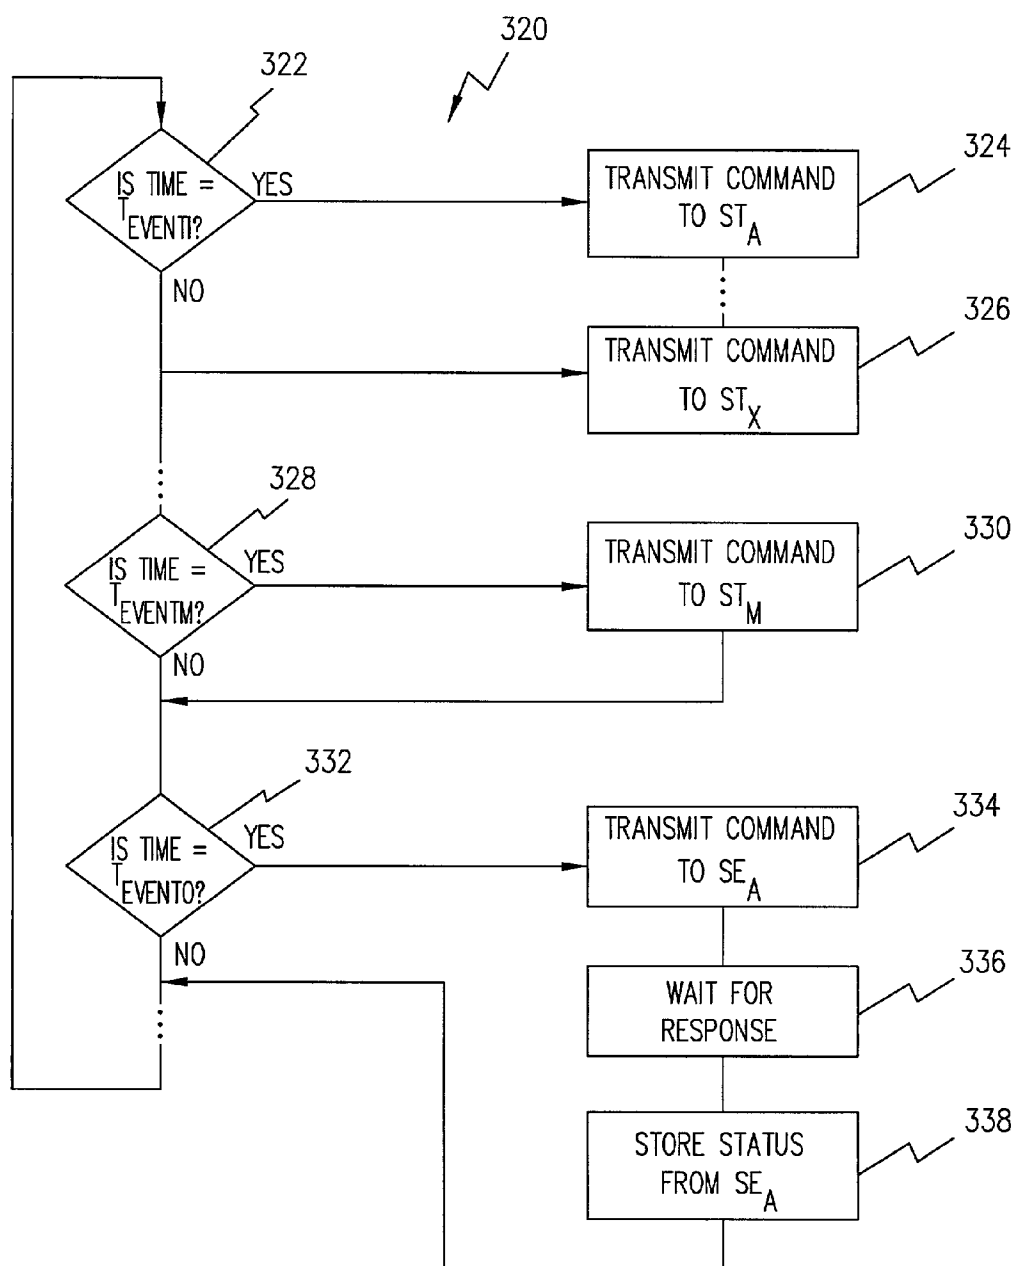 320
322
IS TIME =
T EVENT1?
YES
NO
TRANSMIT COMMAND
TO ST A
324
TRANSMIT COMMAND
TO ST X
326
328
IS TIME =
T EVENTM?
YES
NO
TRANSMIT COMMAND
TO ST M
330
332
IS TIME =
T EVENTO?
YES
NO
TRANSMIT COMMAND
TO SE A
334
WAIT FOR
RESPONSE
336
STORE STATUS
FROM SE A
338